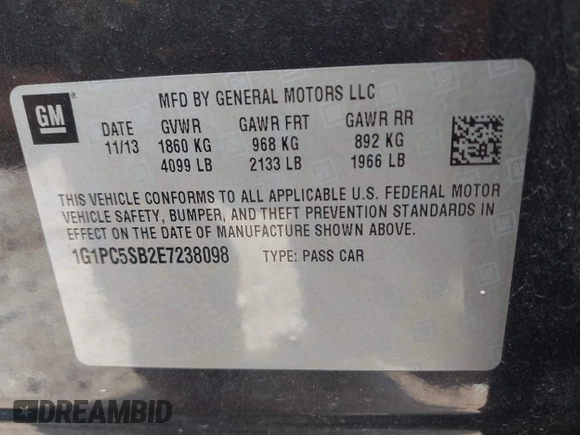 GM
MFD BY GENERAL MOTORS LLC
DATE GVWR GAWR FRT GAWR RR
11/13 1860 KG 968 KG 892 KG
4099 LB 2133 LB 1966 LB
THIS VEHICLE CONFORMS TO ALL APPLICABLE U.S. FEDERAL MOTOR
VEHICLE SAFETY, BUMPER, AND THEFT PREVENTION STANDARDS IN
EFFECT ON THE DATE OF MANUFACTURE SHOWN ABOVE.
1G1PC5SB2E7238098 TYPE: PASS CAR
DREAMBID